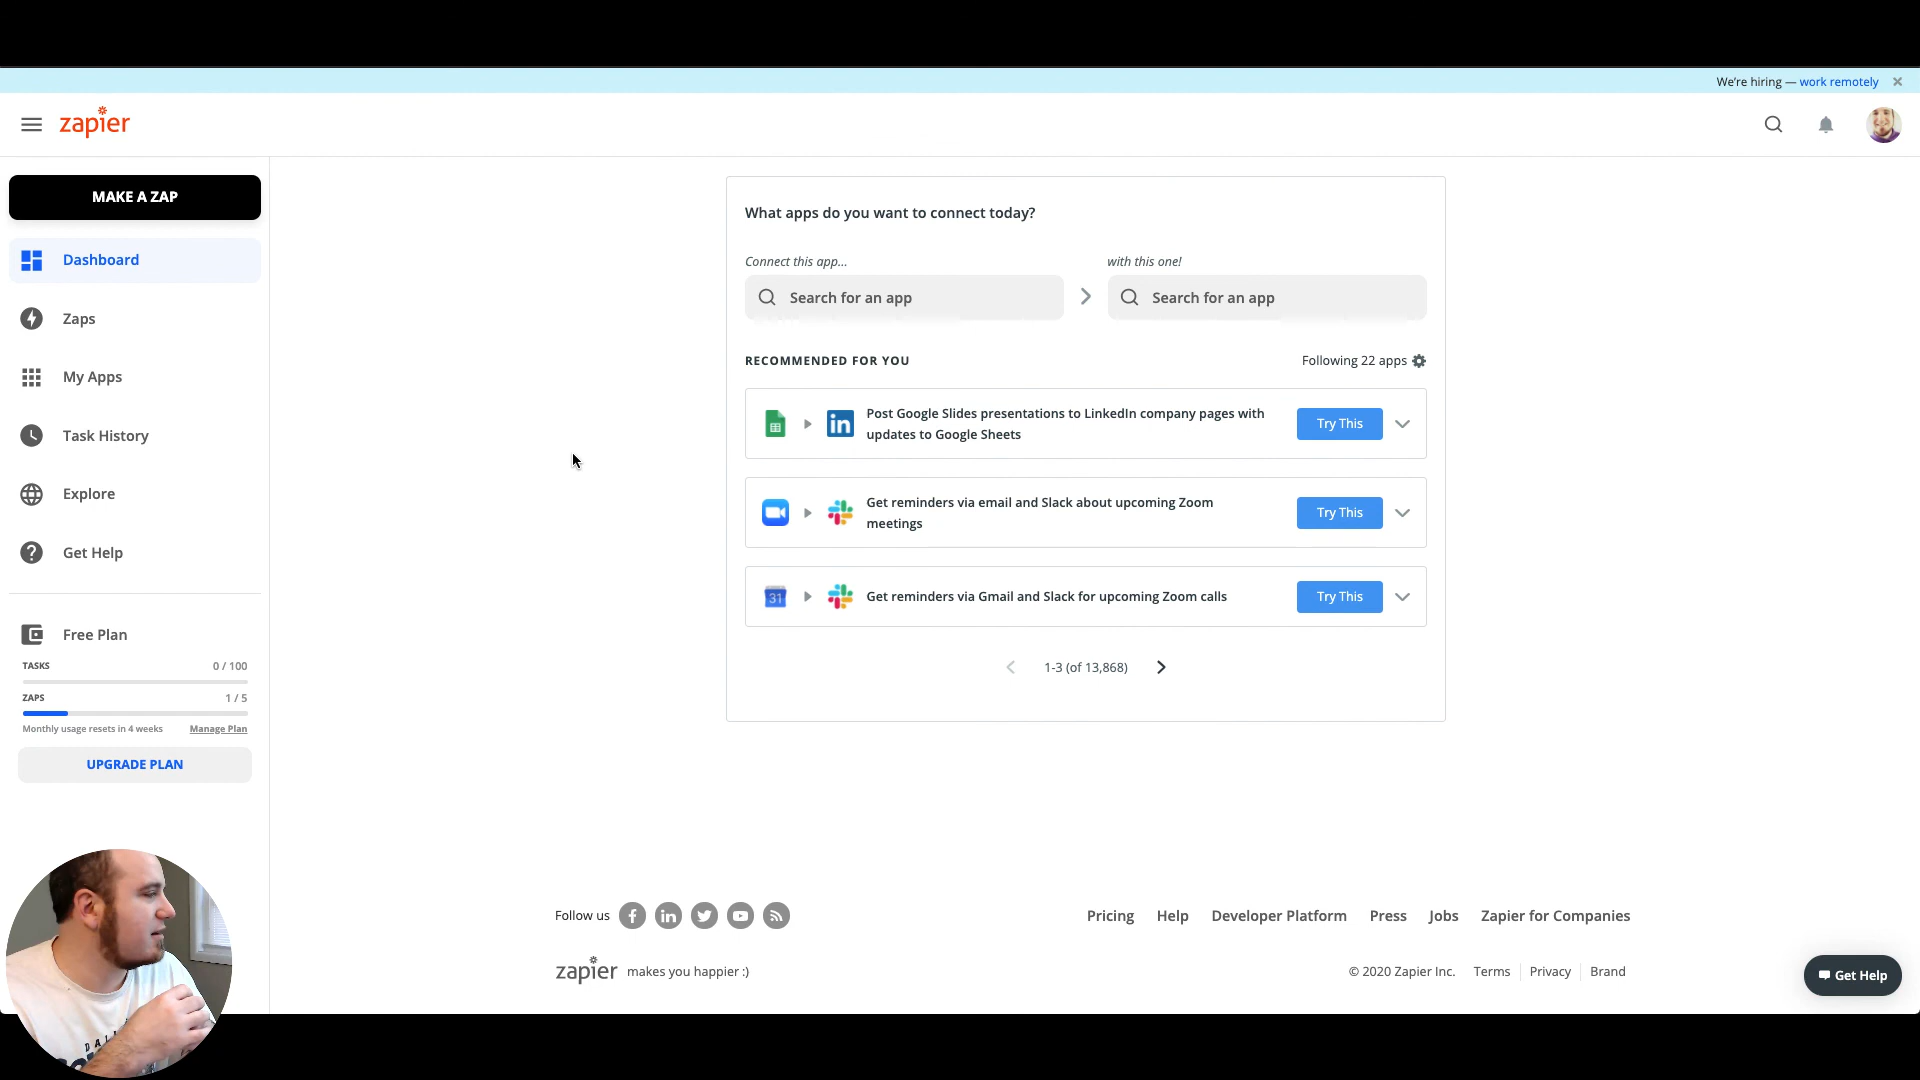 We're hiring — work remotely
zapier
MAKE A ZAP
Dashboard
Zaps
My Apps
Task History
Explore
Get Help
Free Plan
TASKS 0 / 100
ZAPS 1 / 5
Monthly usage resets in 4 weeks Manage Plan
UPGRADE PLAN
What apps do you want to connect today?
Connect this app... with this one!
Search for an app Search for an app
RECOMMENDED FOR YOU Following 22 apps
Post Google Slides presentations to LinkedIn company pages with
updates to Google Sheets
Try This
Get reminders via email and Slack about upcoming Zoom
meetings
Try This
31
Get reminders via Gmail and Slack for upcoming Zoom calls
Try This
1-3 (of 13,868)
Follow us
Pricing Help Developer Platform Press Jobs Zapier for Companies
zapier makes you happier :)
© 2020 Zapier Inc. Terms Privacy Brand
Get Help